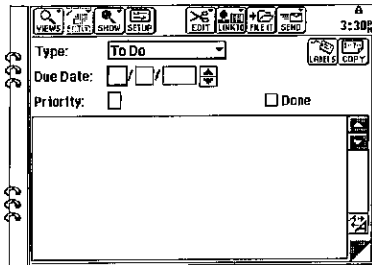 VIEWS SHOW SETUP EDIT LINK TO FILE IT SEND 3:30P
Type: To Do
LABELS COPY
Due Date: / /
Priority: Done